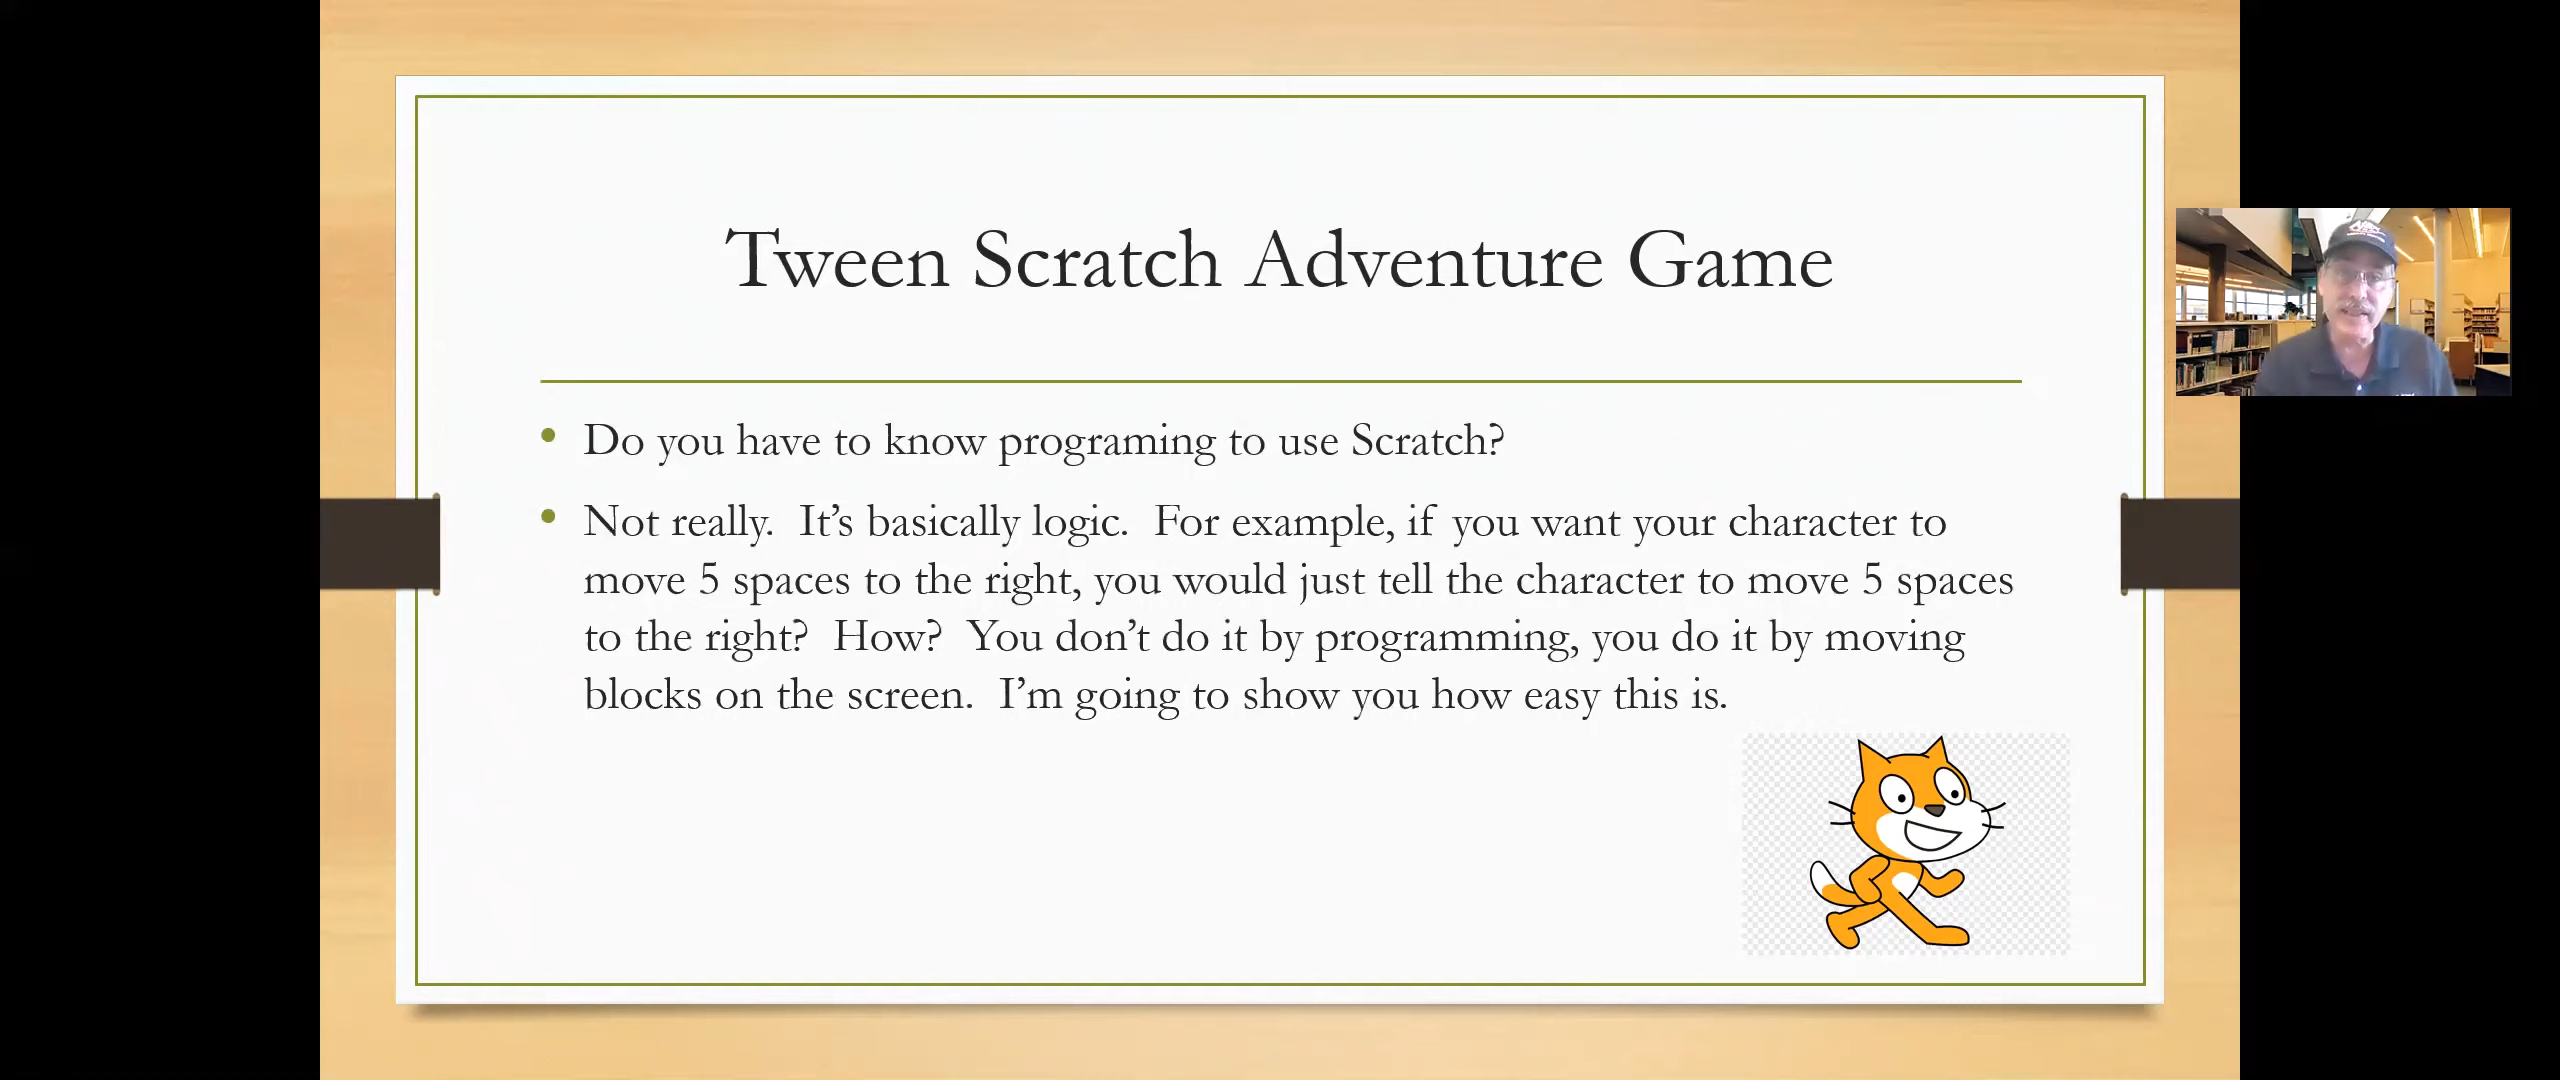 Tween Scratch Adventure Game
Do you have to know programing to use Scratch?
Not really.  It’s basically logic.  For example, if you want your character to
move 5 spaces to the right, you would just tell the character to move 5 spaces
to the right?  How?  You don’t do it by programming, you do it by moving
blocks on the screen.  I’m going to show you how easy this is.